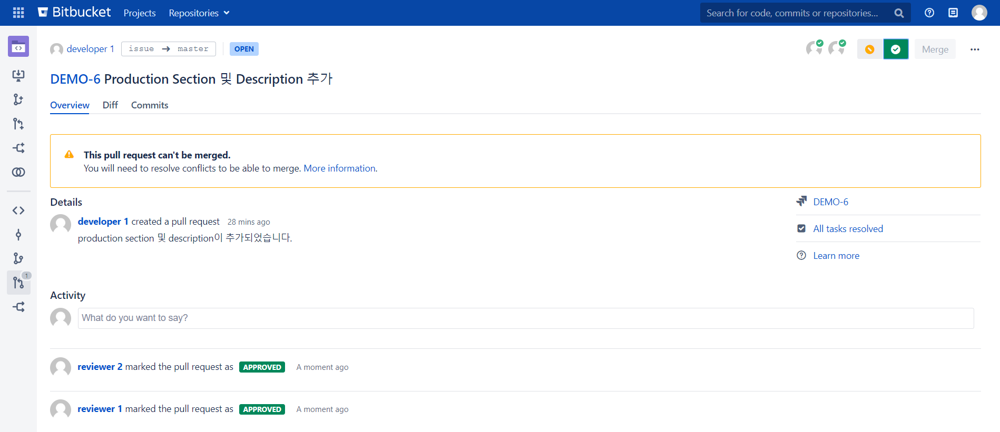 Bitbucket Projects Repositories Search for code, commits or repositories...
developer 1 issue → master OPEN Merge
DEMO-6 Production Section 및 Description 추가
Overview Diff Commits
This pull request can't be merged.
You will need to resolve conflicts to be able to merge. More information.
Details
developer 1 created a pull request 28 mins ago
production section 및 description이 추가되었습니다.
DEMO-6
All tasks resolved
Learn more
1
Activity
What do you want to say?
reviewer 2 marked the pull request as APPROVED A moment ago
reviewer 1 marked the pull request as APPROVED A moment ago